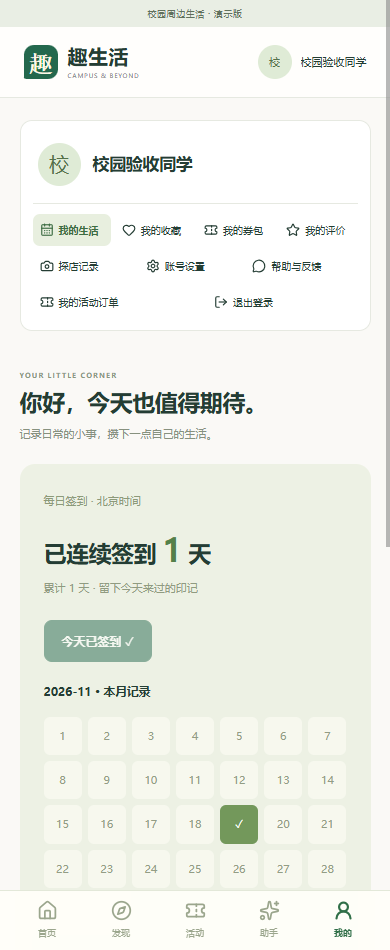 校园周边生活 · 演示版
趣 趣生活
CAMPUS & BEYOND
校 校园验收同学
校 校园验收同学
我的生活 我的收藏 我的券包 我的评价
探店记录 账号设置 帮助与反馈
我的活动订单 退出登录
YOUR LITTLE CORNER
你好，今天也值得期待。
记录日常的小事，攒下一点自己的生活。
每日签到 · 北京时间
已连续签到 1 天
累计 1 天 · 留下今天来过的印记
今天已签到 ✓
2026-11 · 本月记录
1 2 3 4 5 6 7
8 9 10 11 12 13 14
15 16 17 18 ✓ 20 21
22 23 24 25 26 27 28
首页 发现 活动 助手 我的